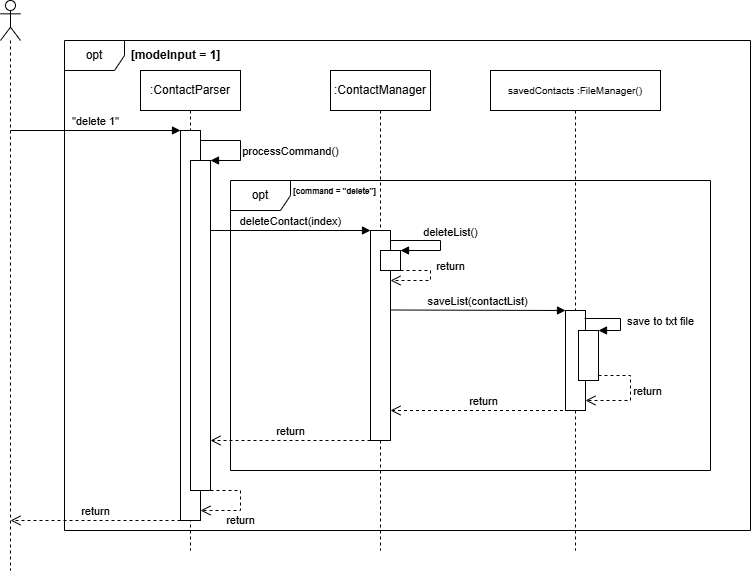 opt
[modeInput = 1]
:ContactParser
:ContactManager
savedContacts :FileManager()
"delete 1"
processCommand()
opt
[command = "delete"]
deleteContact(index)
deleteList()
return
saveList(contactList)
save to txt file
return
return
return
return
return